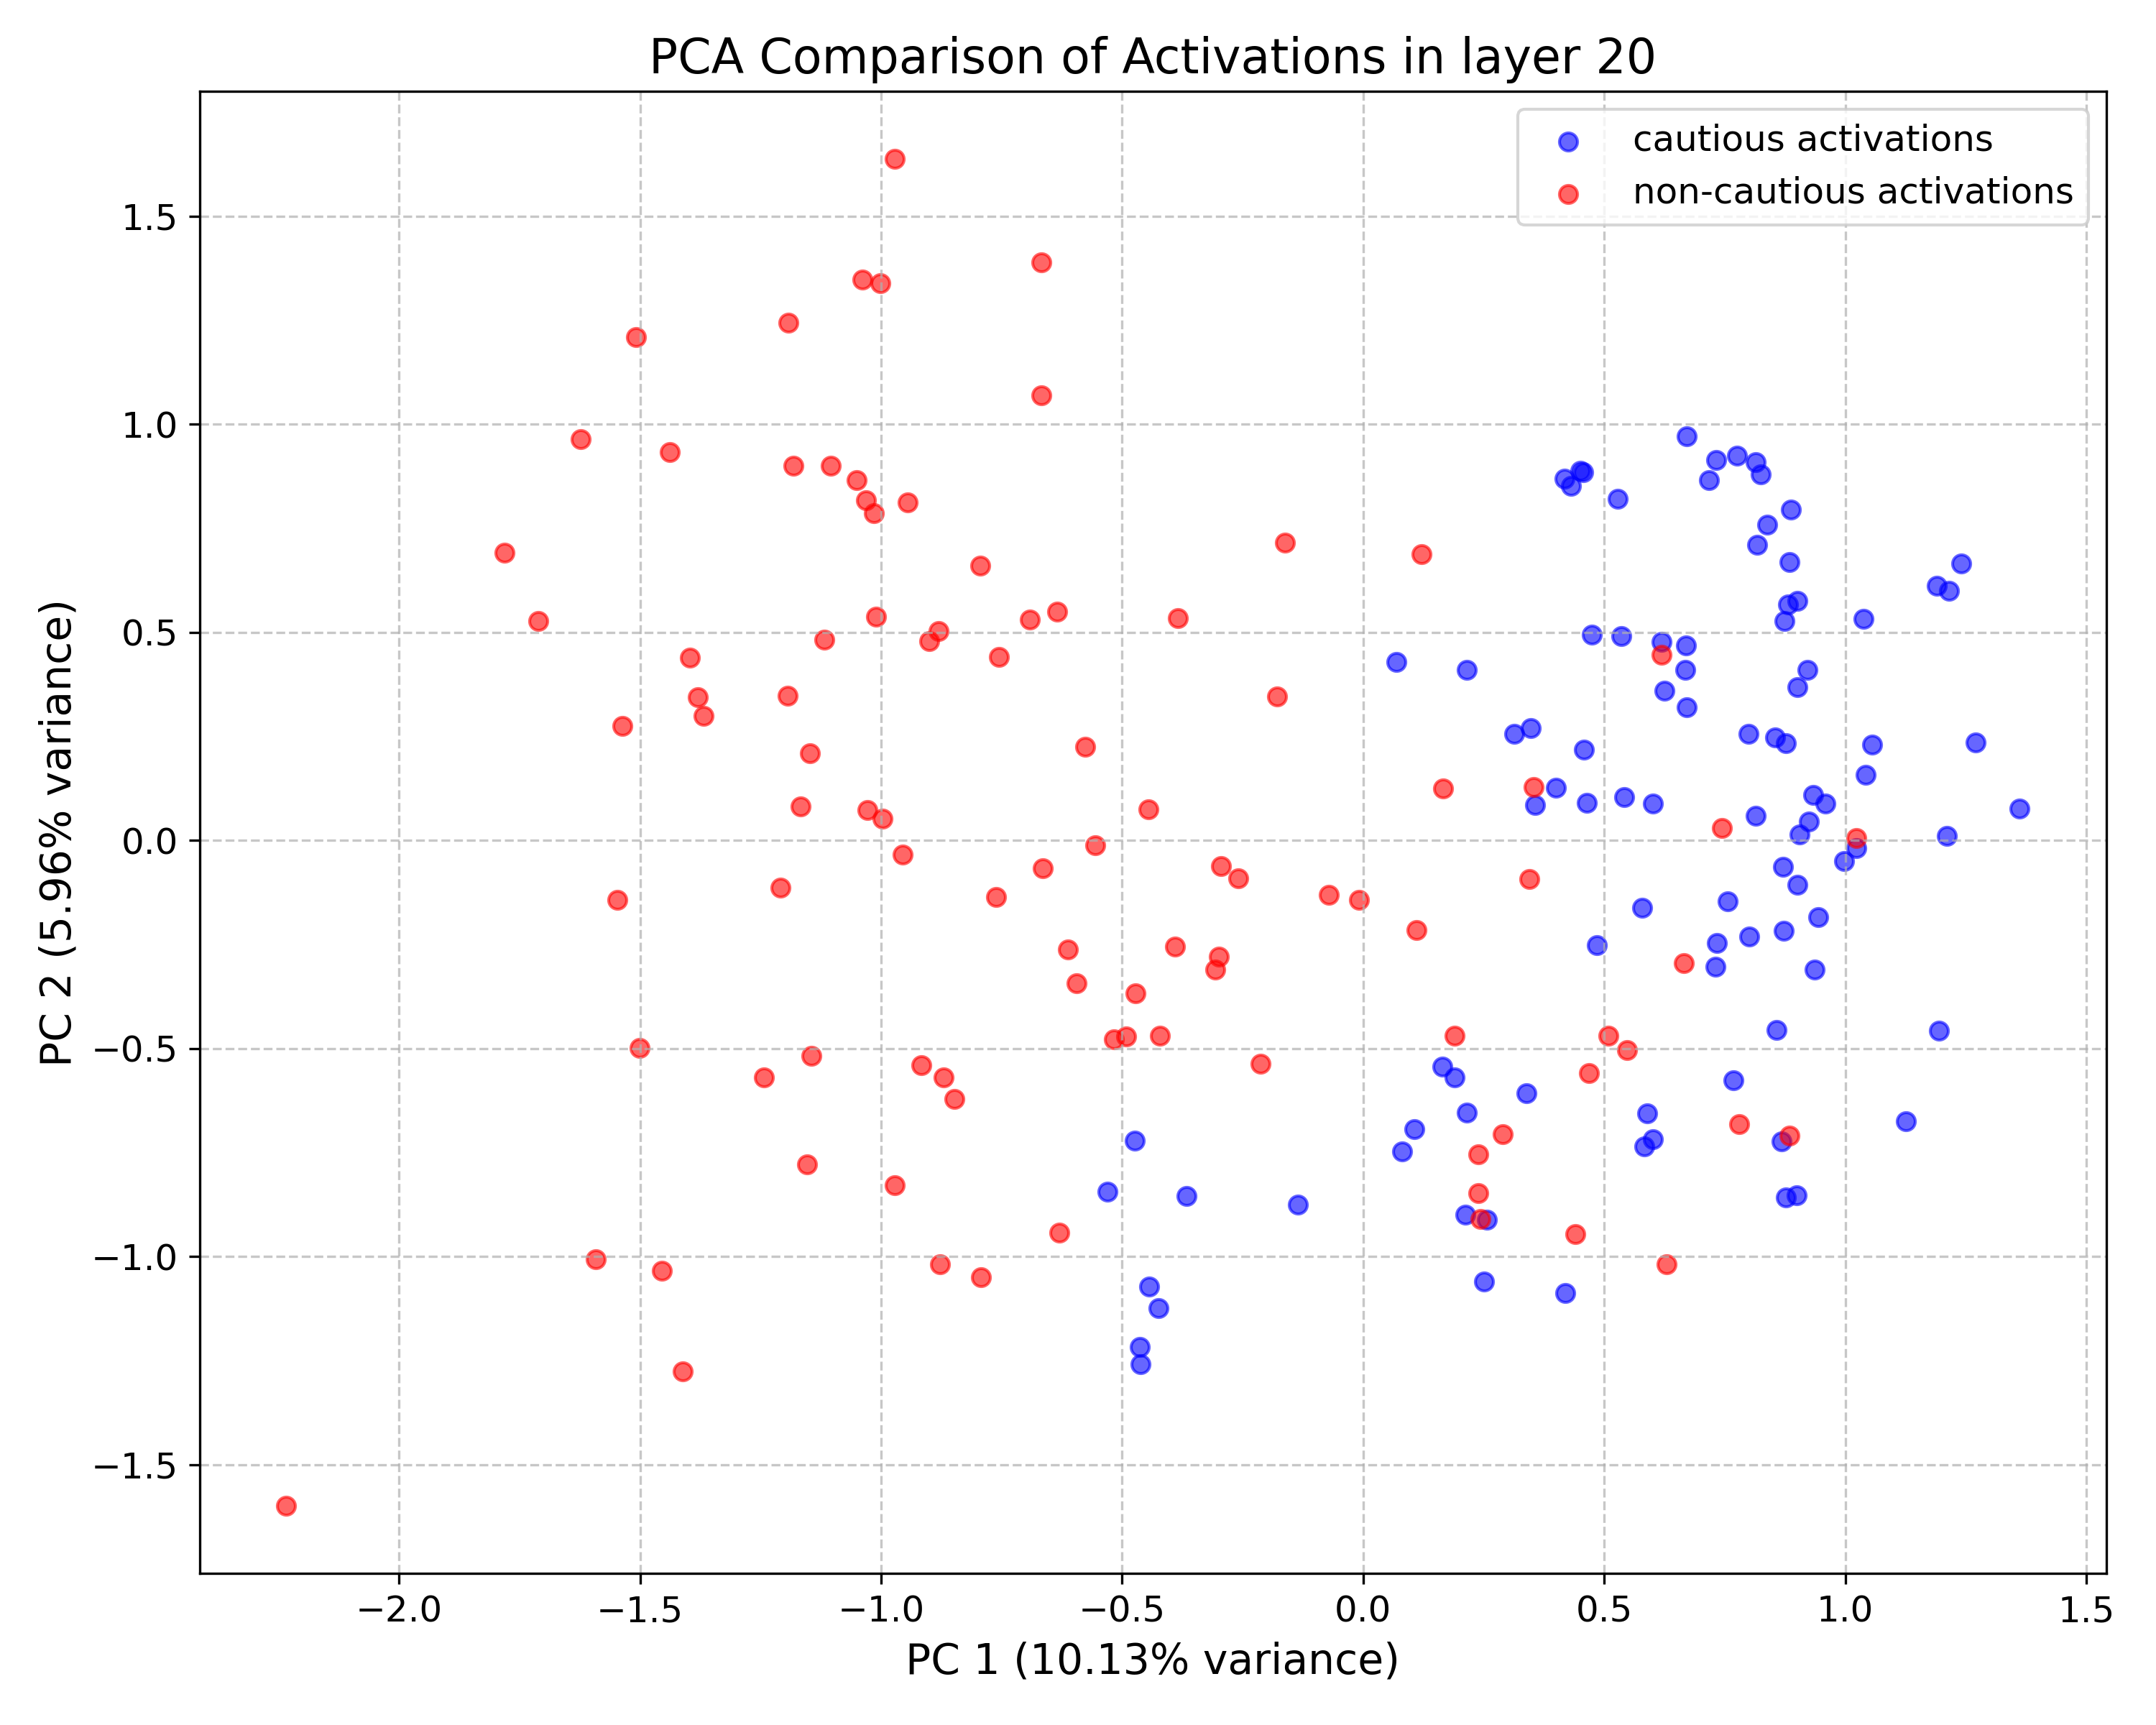 PCA Comparison of Activations in layer 20
cautious activations
non-cautious activations
PC 2 (5.96% variance)
1.5
1.0
0.5
0.0
−0.5
−1.0
−1.5
−2.0 −1.5 −1.0 −0.5 0.0 0.5 1.0 1.5
PC 1 (10.13% variance)